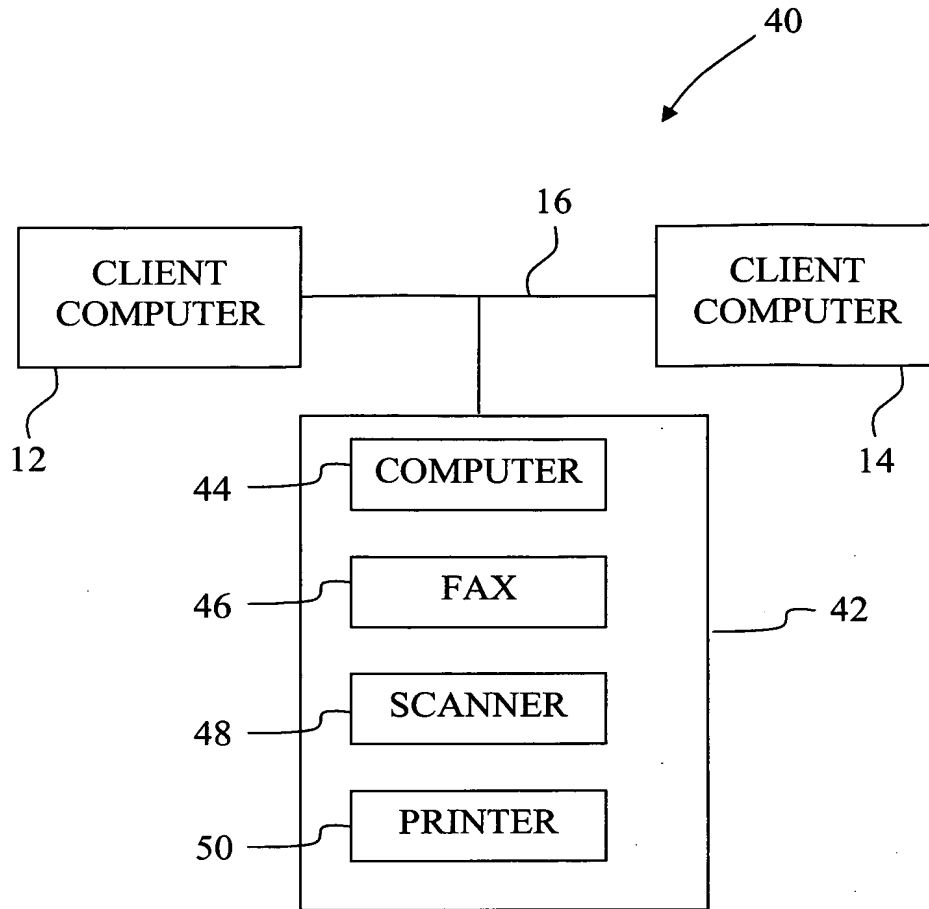 40
16
CLIENT
COMPUTER
CLIENT
COMPUTER
12
14
44
COMPUTER
46
FAX
42
48
SCANNER
50
PRINTER